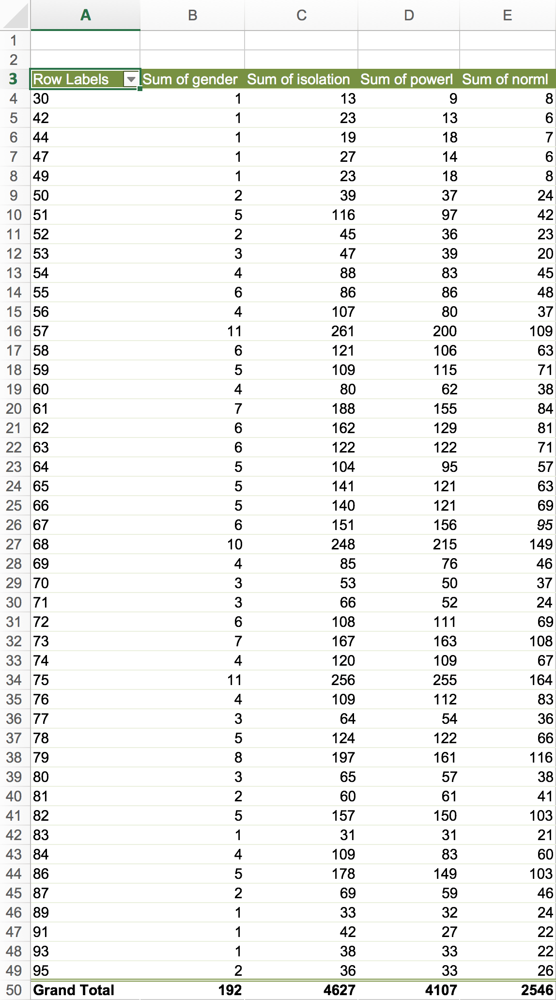 A B C D E
1
2
3 Row Labels Sum of gender Sum of isolation Sum of powerl Sum of norml
4 30 1 13 9 8
5 42 1 23 13 6
6 44 1 19 18 7
7 47 1 27 14 6
8 49 1 23 18 8
9 50 2 39 37 24
10 51 5 116 97 42
11 52 2 45 36 23
12 53 3 47 39 20
13 54 4 88 83 45
14 55 6 86 86 48
15 56 4 107 80 37
16 57 11 261 200 109
17 58 6 121 106 63
18 59 5 109 115 71
19 60 4 80 62 38
20 61 7 188 155 84
21 62 6 162 129 81
22 63 6 122 122 71
23 64 5 104 95 57
24 65 5 141 121 63
25 66 5 140 121 69
26 67 6 151 156 95
27 68 10 248 215 149
28 69 4 85 76 46
29 70 3 53 50 37
30 71 3 66 52 24
31 72 6 108 111 69
32 73 7 167 163 108
33 74 4 120 109 67
34 75 11 256 255 164
35 76 4 109 112 83
36 77 3 64 54 36
37 78 5 124 122 66
38 79 8 197 161 116
39 80 3 65 57 38
40 81 2 60 61 41
41 82 5 157 150 103
42 83 1 31 31 21
43 84 4 109 83 60
44 86 5 178 149 103
45 87 2 69 59 46
46 89 1 33 32 24
47 91 1 42 27 22
48 93 1 38 33 22
49 95 2 36 33 26
50 Grand Total 192 4627 4107 2546